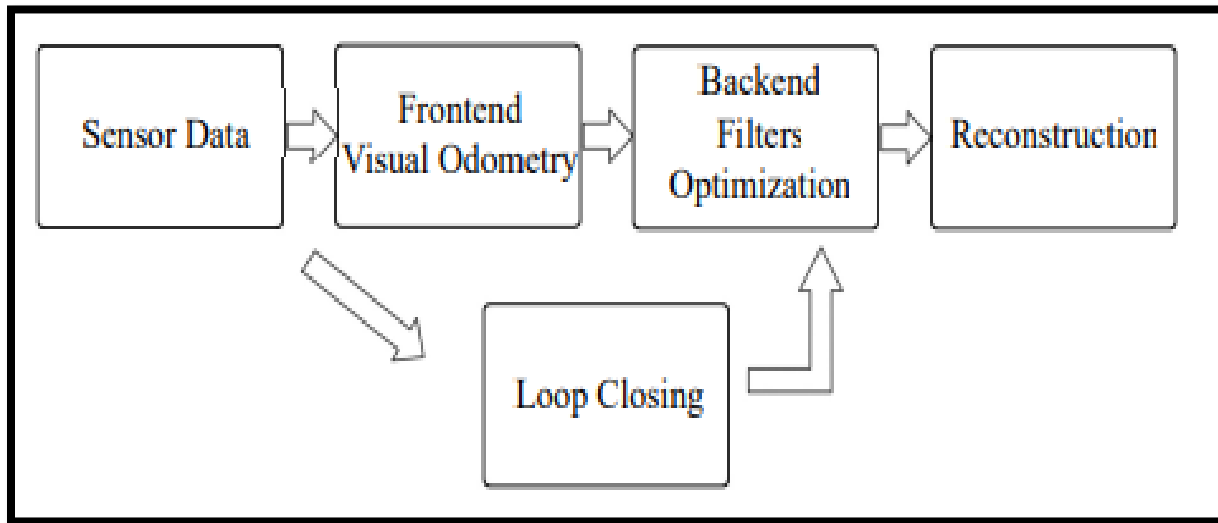 Sensor Data
Frontend
Visual Odometry
Backend
Filters
Optimization
Reconstruction
Loop Closing